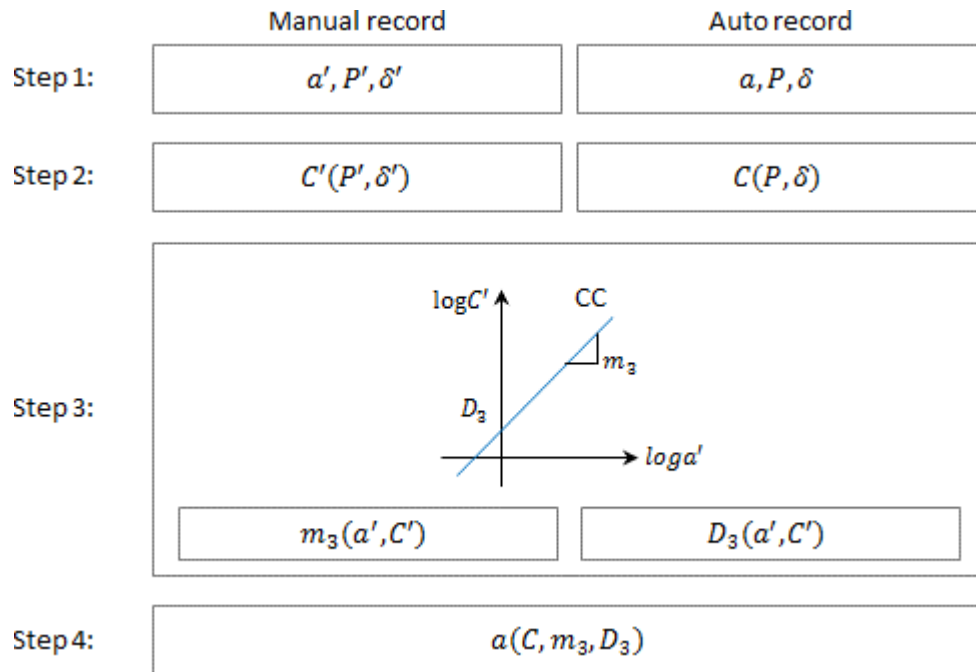 Manual record Auto record
Step 1: a′, P′, δ′ a, P, δ
Step 2: C′(P′, δ′) C(P, δ)
Step 3:
logC′ CC
m₃
D₃
loga′
m₃(a′,C′) D₃(a′,C′)
Step 4: a(C, m₃, D₃)